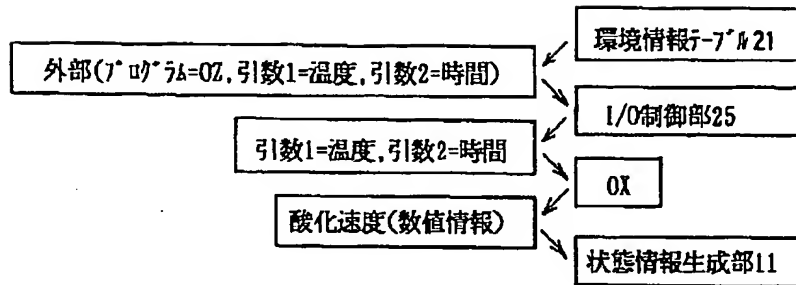 環境情報ﾃｰﾌﾞﾙ21
外部(ﾌﾟﾛｸﾞﾗﾑ=OZ,引数1=温度,引数2=時間)
I/O制御部25
引数1=温度,引数2=時間
OX
酸化速度(数値情報)
状態情報生成部11